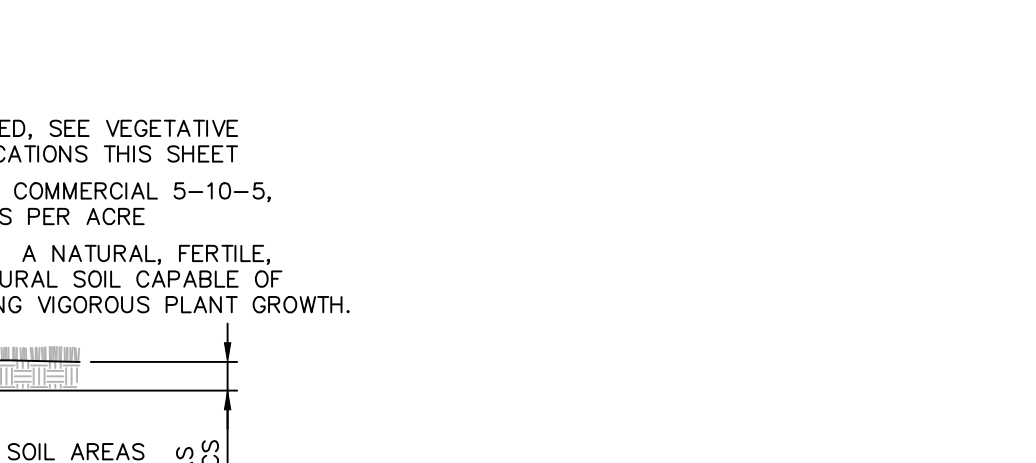 ED, SEE VEGETATIVE
CATIONS THIS SHEET
COMMERCIAL 5-10-5,
S PER ACRE
A NATURAL, FERTILE,
URAL SOIL CAPABLE OF
NG VIGOROUS PLANT GROWTH.
SOIL AREAS